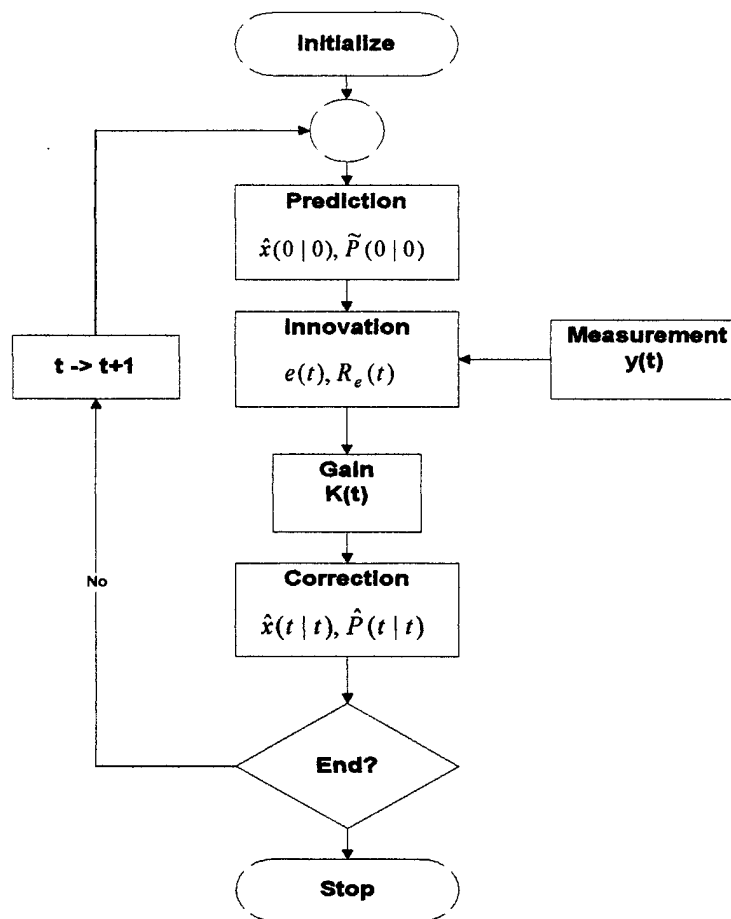 Initialize
Prediction
x̂(0 | 0), P̃(0 | 0)
Innovation
e(t), R_e(t)
Measurement
y(t)
t -> t+1
Gain
K(t)
Correction
x̂(t | t), P̂(t | t)
No
End?
Stop